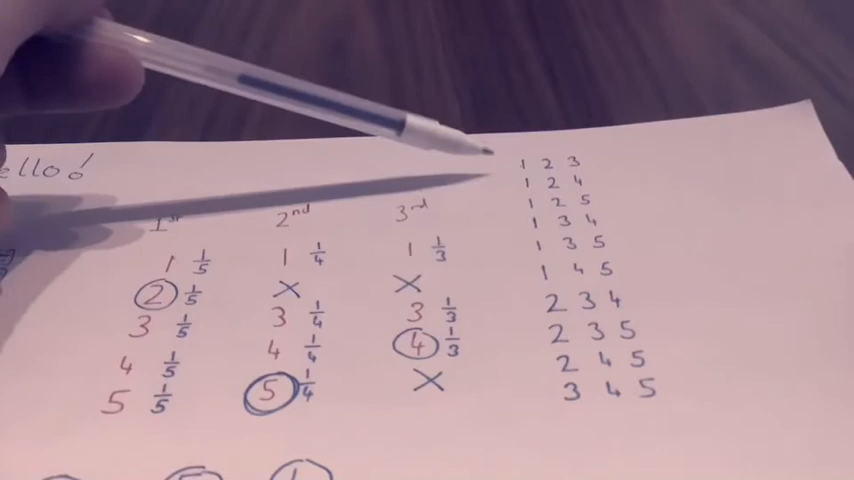 ello!
1st 2nd 3rd
1 1/5 1 1/4 1 1/3
2 1/5 X X
3 1/5 3 1/4 3 1/3
4 1/5 4 1/4 4 1/3
5 1/5 5 1/4 X
1 2 3
1 2 4
1 2 5
1 3 4
1 3 5
1 4 5
2 3 4
2 3 5
2 4 5
3 4 5